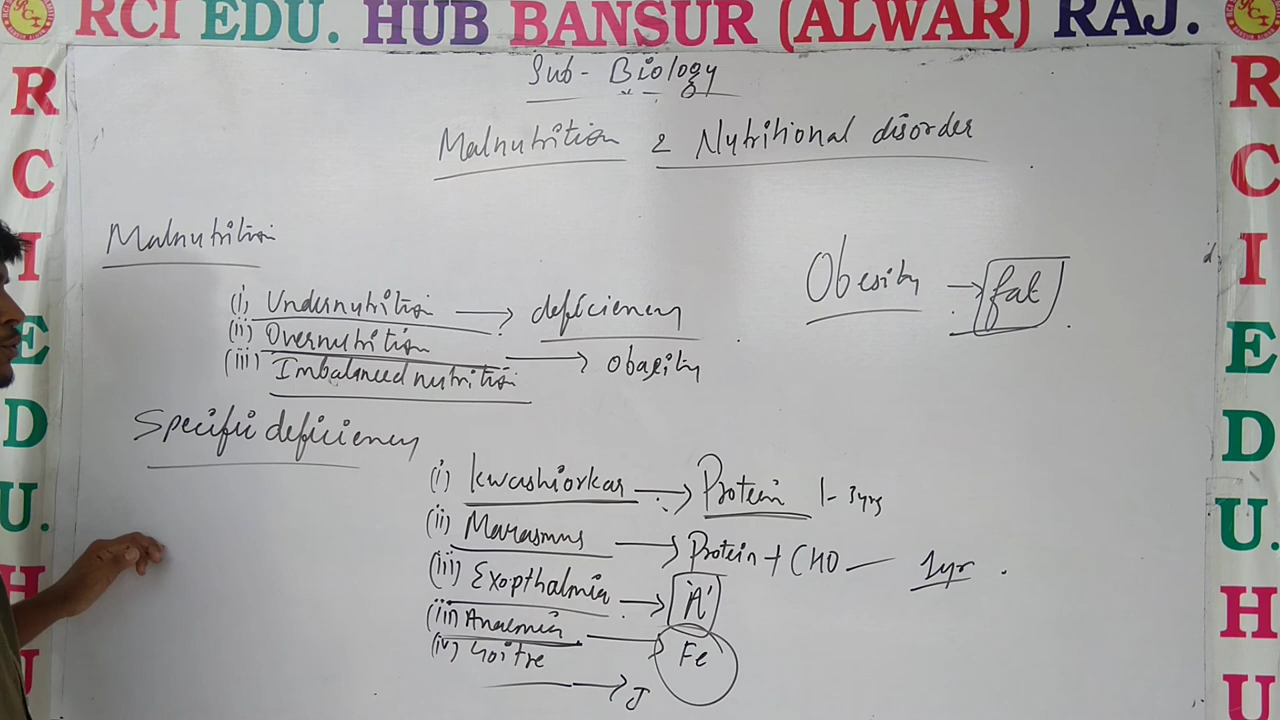 RCI EDU. HUB BANSUR (ALWAR) RAJ.
R
C
I
E
D
U.
H
U
R
C
I
E
D
U.
H
U
Sub- Biology
Malnutrition & Nutritional disorder
Malnutrition
(i) Undernutrition → deficiency
(ii) Overnutrition
(iii) Imbalanced nutrition → Obasity
Obesity → fat
Specific deficiency
(i) Kwashiorkar → Protein 1-3yrs
(ii) Marasmus → Protein + CHO — 1yr
(iii) Exopthalmia → 'A'
(iii) Anaemia → Fe
(iv) Goitre → I